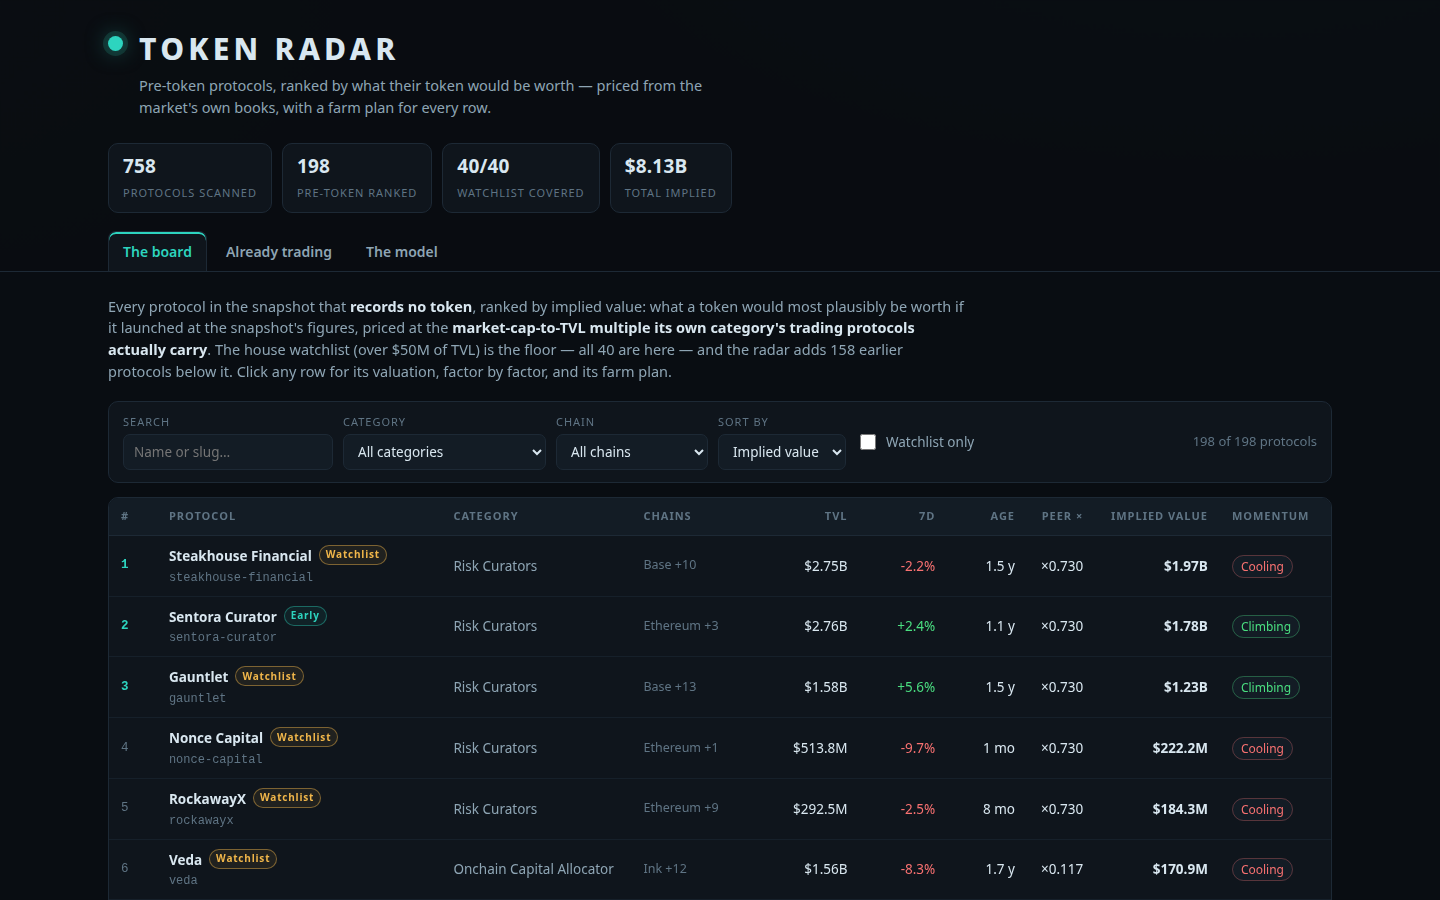 TOKEN RADAR
Pre-token protocols, ranked by what their token would be worth — priced from the
market's own books, with a farm plan for every row.
758
PROTOCOLS SCANNED
198
PRE-TOKEN RANKED
40/40
WATCHLIST COVERED
$8.13B
TOTAL IMPLIED
The board
Already trading
The model
Every protocol in the snapshot that records no token, ranked by implied value: what a token would most plausibly be worth if
it launched at the snapshot's figures, priced at the market-cap-to-TVL multiple its own category's trading protocols
actually carry. The house watchlist (over $50M of TVL) is the floor — all 40 are here — and the radar adds 158 earlier
protocols below it. Click any row for its valuation, factor by factor, and its farm plan.
SEARCH CATEGORY CHAIN SORT BY
Name or slug... All categories All chains Implied value Watchlist only 198 of 198 protocols
# PROTOCOL CATEGORY CHAINS TVL 7D AGE PEER × IMPLIED VALUE MOMENTUM
1 Steakhouse Financial Watchlist Risk Curators Base +10 $2.75B -2.2% 1.5 y ×0.730 $1.97B Cooling
steakhouse-financial
2 Sentora Curator Early Risk Curators Ethereum +3 $2.76B +2.4% 1.1 y ×0.730 $1.78B Climbing
sentora-curator
3 Gauntlet Watchlist Risk Curators Base +13 $1.58B +5.6% 1.5 y ×0.730 $1.23B Climbing
gauntlet
4 Nonce Capital Watchlist Risk Curators Ethereum +1 $513.8M -9.7% 1 mo ×0.730 $222.2M Cooling
nonce-capital
5 RockawayX Watchlist Risk Curators Ethereum +9 $292.5M -2.5% 8 mo ×0.730 $184.3M Cooling
rockawayx
6 Veda Watchlist Onchain Capital Allocator Ink +12 $1.56B -8.3% 1.7 y ×0.117 $170.9M Cooling
veda